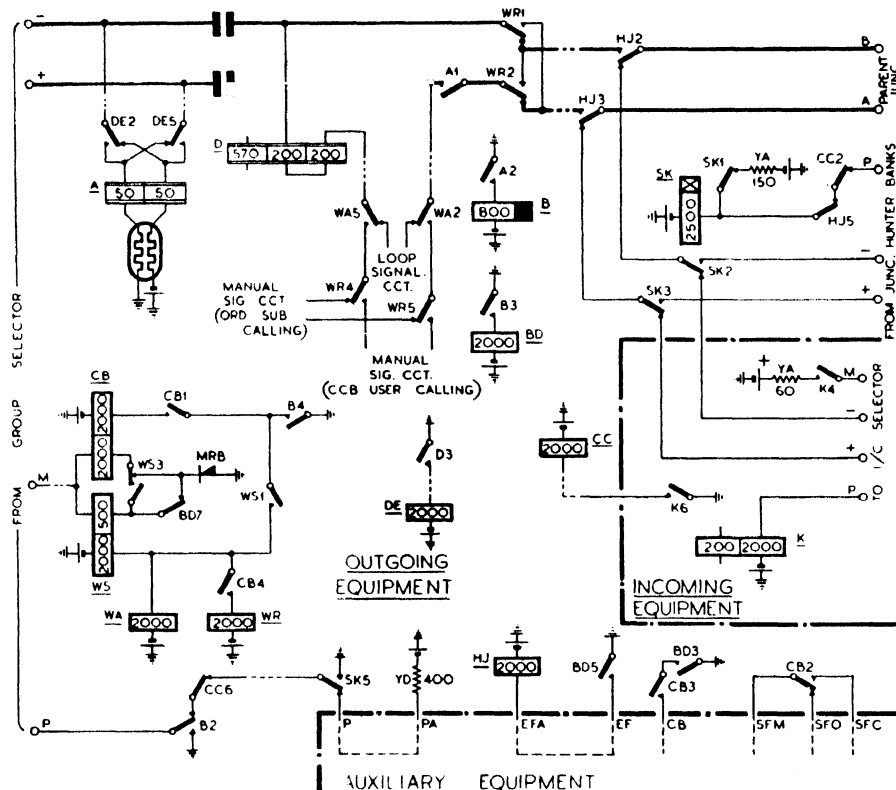 −
WR1
HJ2
B
PARENT JUNC.
+
A1
WR2
HJ3
A
DE2
DE5
D
570
200
200
A2
SK1
YA
150
CC2
P
SK
2500
HJ5
A
50
50
WA5
WA2
800
B
FROM JUNC. HUNTER BANKS
LOOP
SIGNAL.
CCT.
SK2
−
WR4
MANUAL
SIG CCT
(ORD SUB
CALLING)
WR5
B3
SK3
+
2000
BD
MANUAL
SIG. CCT.
(CCB USER CALLING)
FROM GROUP SELECTOR
CB
2000
2000
CB1
B4
+
YA
60
K4
M
TO I/C SELECTOR
−
CC
2000
D3
+
M
WS3
MRB
WS1
BD7
500
2000
WS
DE
2000
K6
P
200
2000
K
OUTGOING
EQUIPMENT
INCOMING
EQUIPMENT
CB4
WA
2000
2000
WR
HJ
2000
YD
400
SK5
BD5
BD3
CB3
CB2
CC6
B2
P
P
PA
EFA
EF
CB
SFM
SFO
SFC
AUXILIARY EQUIPMENT